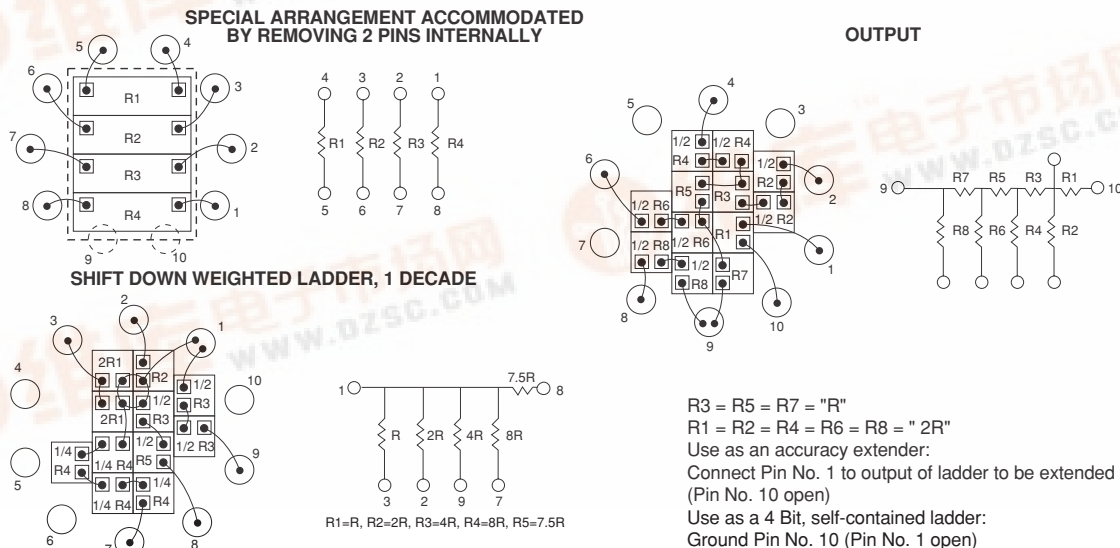 SPECIAL ARRANGEMENT ACCOMMODATED
BY REMOVING 2 PINS INTERNALLY
5 4
6 3
7 2
8 1
9 10
R1
R2
R3
R4
4 3 2 1
R1 R2 R3 R4
5 6 7 8
SHIFT DOWN WEIGHTED LADDER, 1 DECADE
2
3 1
4 10
5 9
6 7 8
2R1 R2 1/2
2R1 1/2 R3
R3
1/4 1/4 R4 1/2 1/2 R3
R4 R5
1/4
1/4 R4 R4
7.5R
1 8
R 2R 4R 8R
3 2 9 7
R1=R, R2=2R, R3=4R, R4=8R, R5=7.5R
OUTPUT
4
5 3
6 2
7 1
8 10
9
1/2 1/2 R4
R4 1/2
R5 R3 R2
1/2 R6 1/2 R2
1/2 R8 1/2 R6 R1
1/2 R7
R8
R7 R5 R3 R1
9 10
R8 R6 R4 R2
R3 = R5 = R7 = "R"
R1 = R2 = R4 = R6 = R8 = " 2R"
Use as an accuracy extender:
Connect Pin No. 1 to output of ladder to be extended
(Pin No. 10 open)
Use as a 4 Bit, self-contained ladder:
Ground Pin No. 10 (Pin No. 1 open)
WWW.DZSC.COM